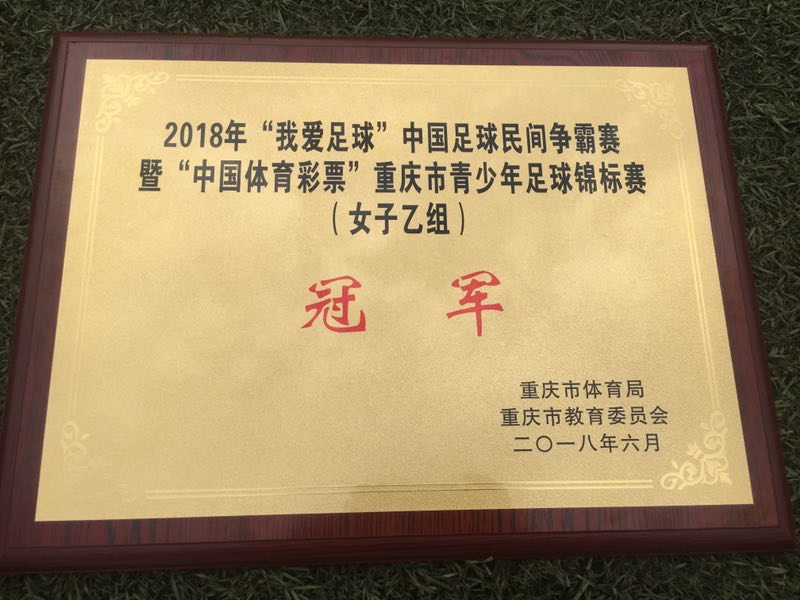 2018年“我爱足球”中国足球民间争霸赛
暨“中国体育彩票”重庆市青少年足球锦标赛
（女子乙组）
冠军
重庆市体育局
重庆市教育委员会
二〇一八年六月